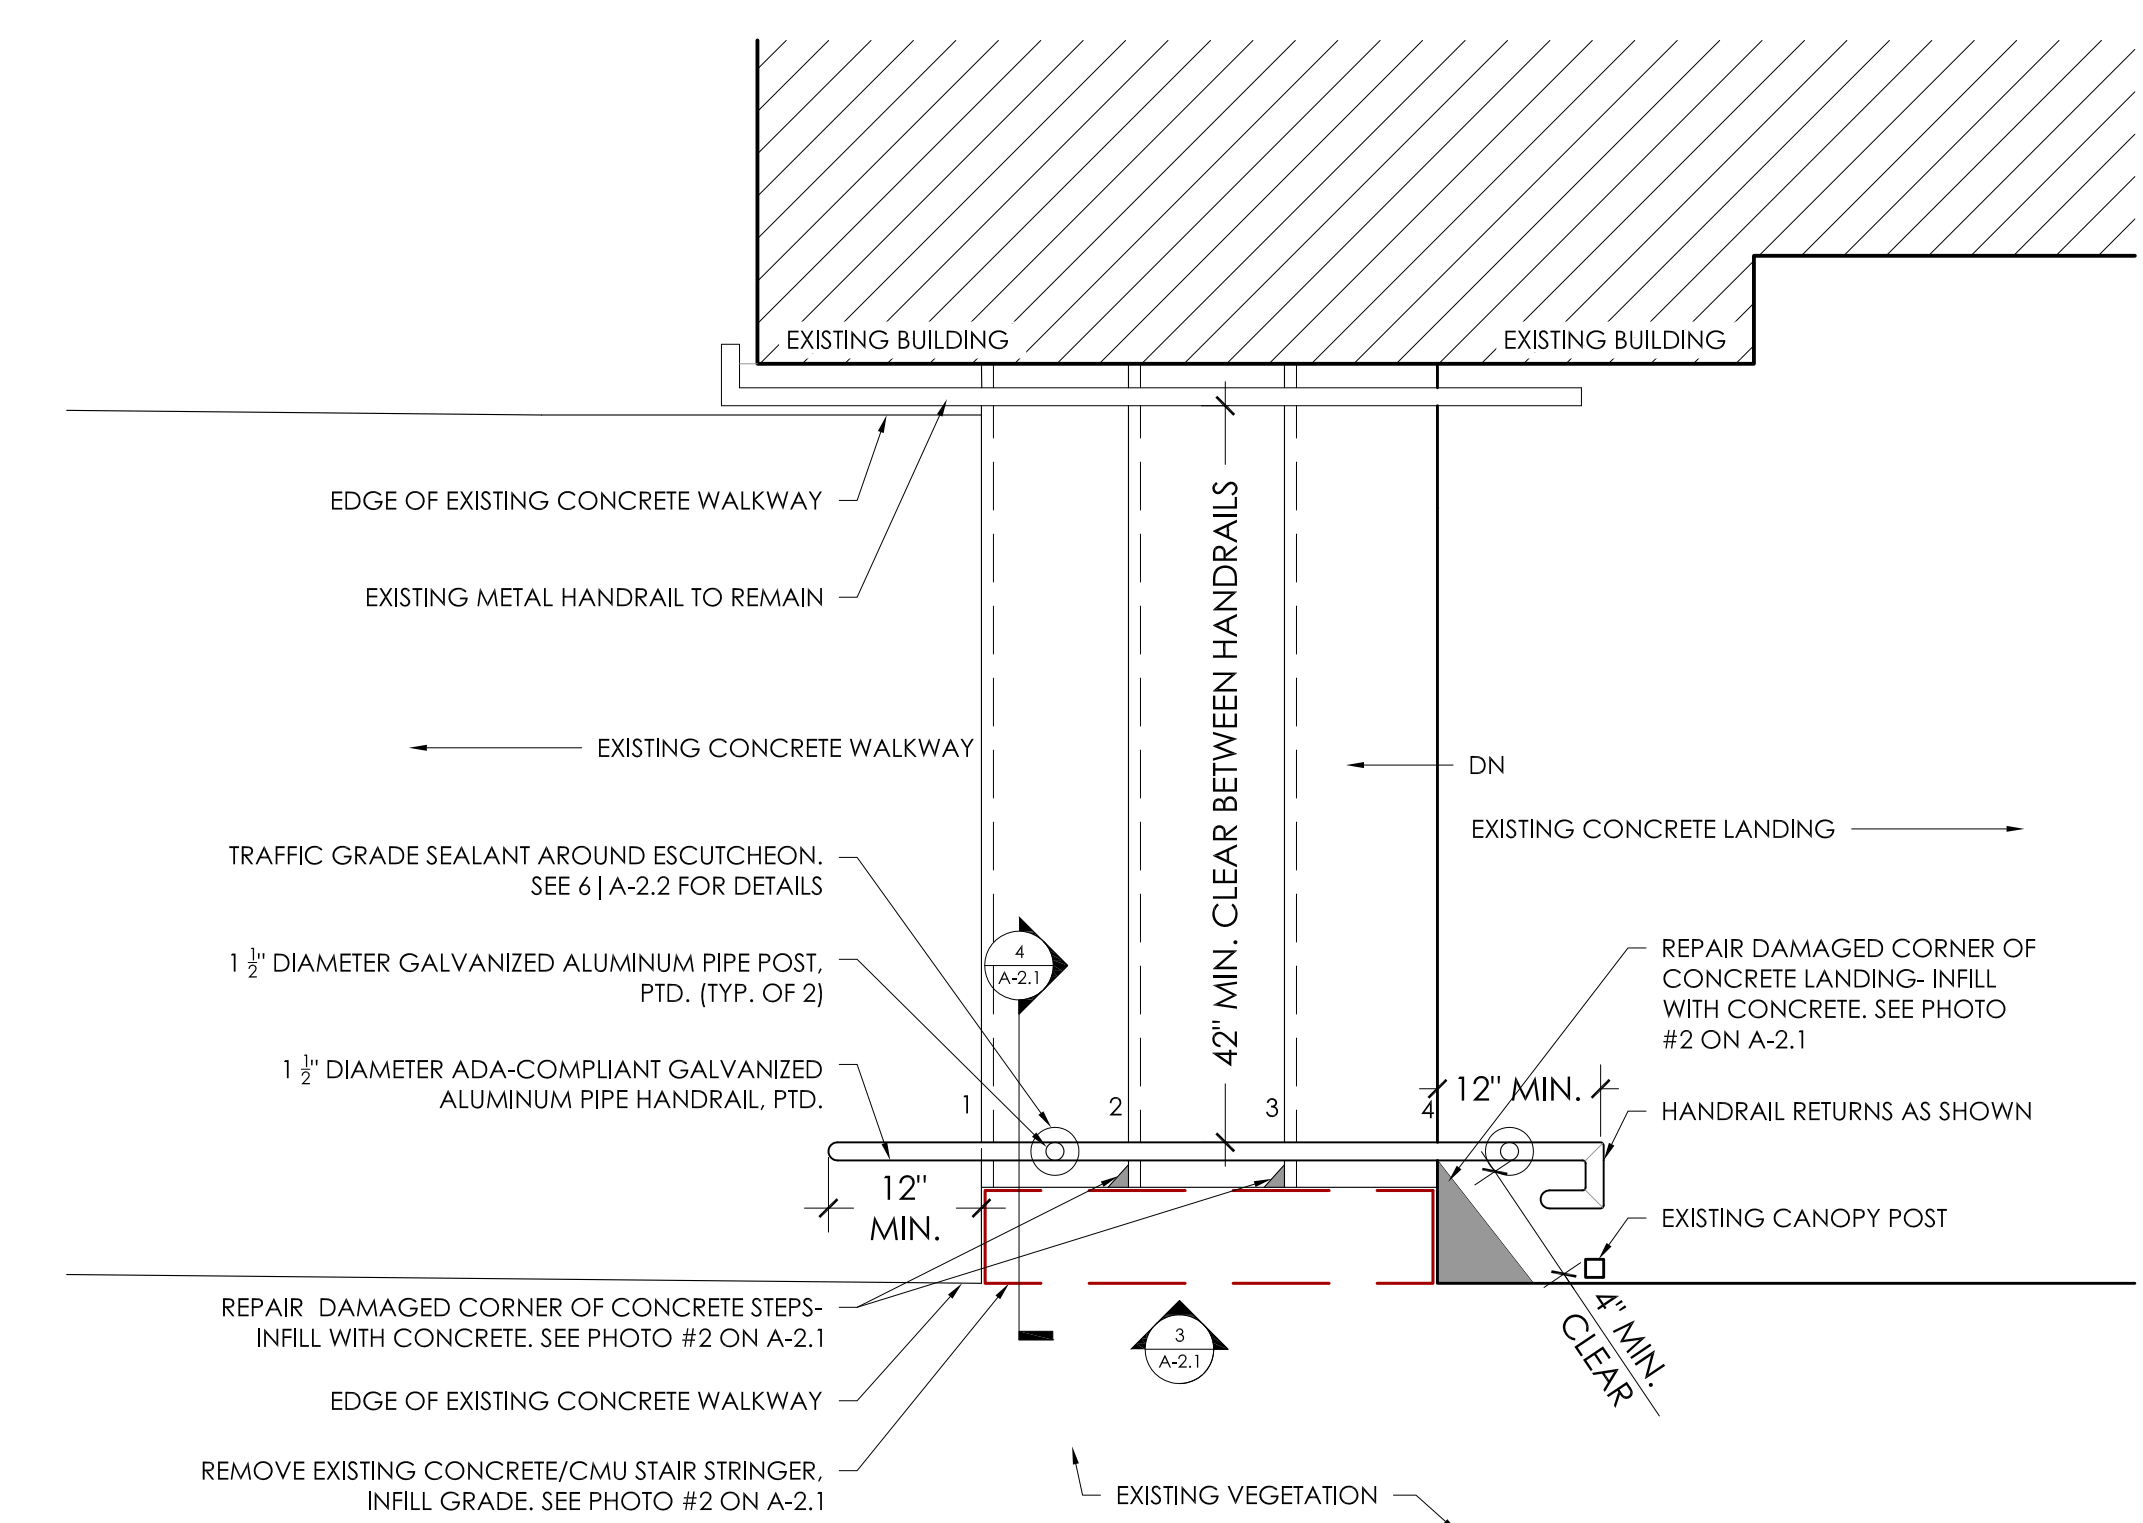 EXISTING BUILDING
EXISTING BUILDING
EDGE OF EXISTING CONCRETE WALKWAY
EXISTING METAL HANDRAIL TO REMAIN
42" MIN. CLEAR BETWEEN HANDRAILS
EXISTING CONCRETE WALKWAY
DN
EXISTING CONCRETE LANDING
TRAFFIC GRADE SEALANT AROUND ESCUTCHEON.
SEE 6 | A-2.2 FOR DETAILS
1 1/2" DIAMETER GALVANIZED ALUMINUM PIPE POST,
PTD. (TYP. OF 2)
4
A-2.1
REPAIR DAMAGED CORNER OF
CONCRETE LANDING- INFILL
WITH CONCRETE. SEE PHOTO
#2 ON A-2.1
1 1/2" DIAMETER ADA-COMPLIANT GALVANIZED
ALUMINUM PIPE HANDRAIL, PTD.
1
2
3
4
12" MIN.
HANDRAIL RETURNS AS SHOWN
12"
MIN.
EXISTING CANOPY POST
4" MIN.
CLEAR
REPAIR DAMAGED CORNER OF CONCRETE STEPS-
INFILL WITH CONCRETE. SEE PHOTO #2 ON A-2.1
3
A-2.1
EDGE OF EXISTING CONCRETE WALKWAY
REMOVE EXISTING CONCRETE/CMU STAIR STRINGER,
INFILL GRADE. SEE PHOTO #2 ON A-2.1
EXISTING VEGETATION